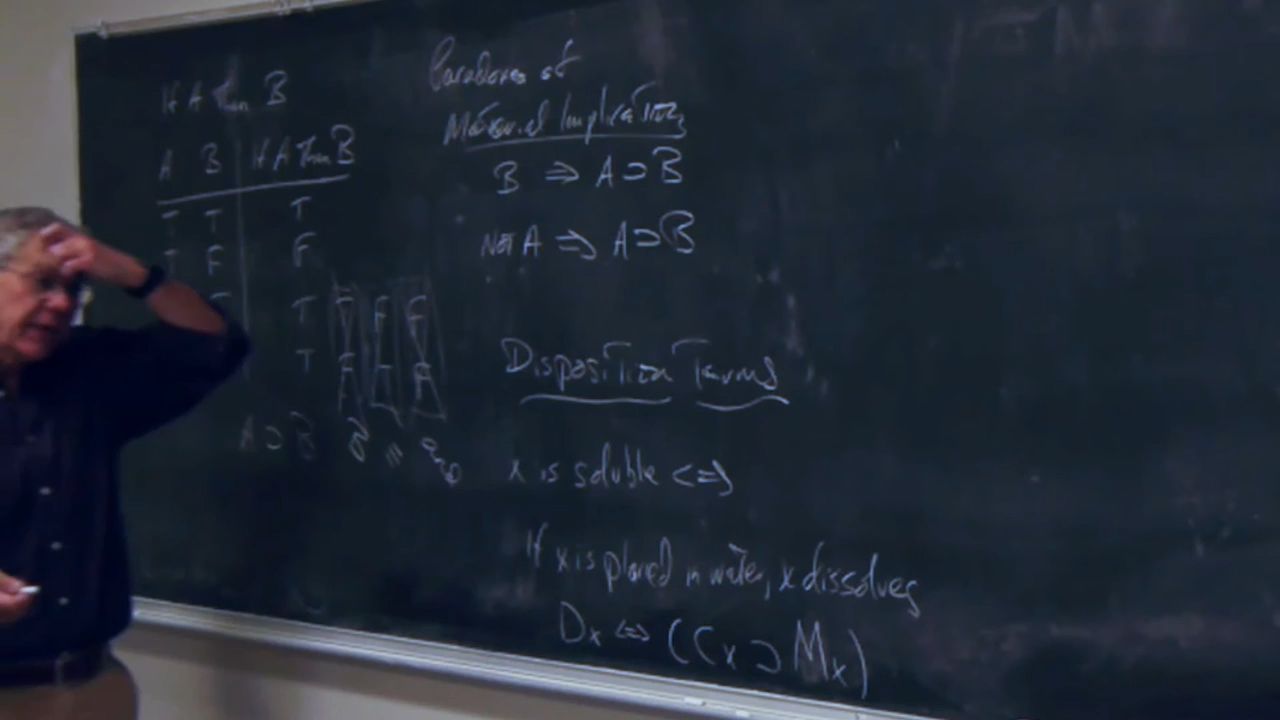 If A Then B
A B If A Then B
T T T
T F F
T T F F F
T F F
A ⊃ B B ≡ &
Paradoxes of
Material Implication
B ⇒ A ⊃ B
Not A ⇒ A ⊃ B
Disposition Terms
x is soluble <=>
If x is placed in water, x dissolves
Dx <=> (Cx ⊃ Mx)